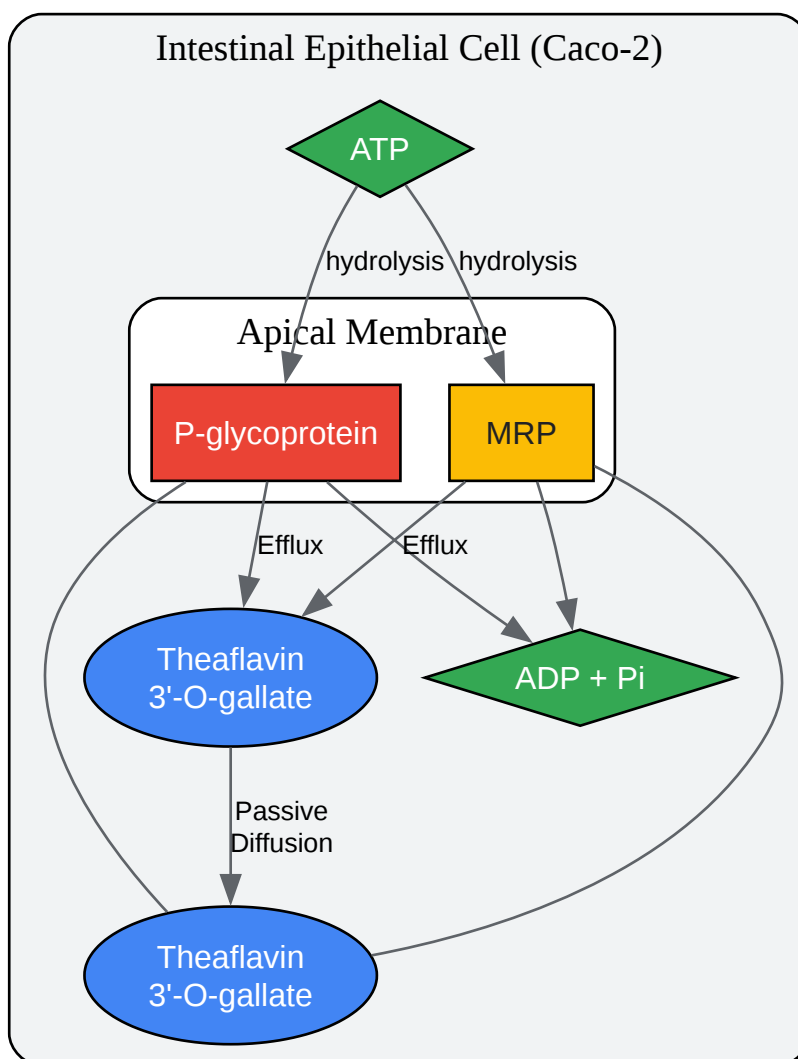 Intestinal Epithelial Cell (Caco-2)
ATP
hydrolysis
hydrolysis
Apical Membrane
P-glycoprotein
MRP
Efflux
Efflux
Theaflavin
3'-O-gallate
ADP + Pi
Passive
Diffusion
Theaflavin
3'-O-gallate